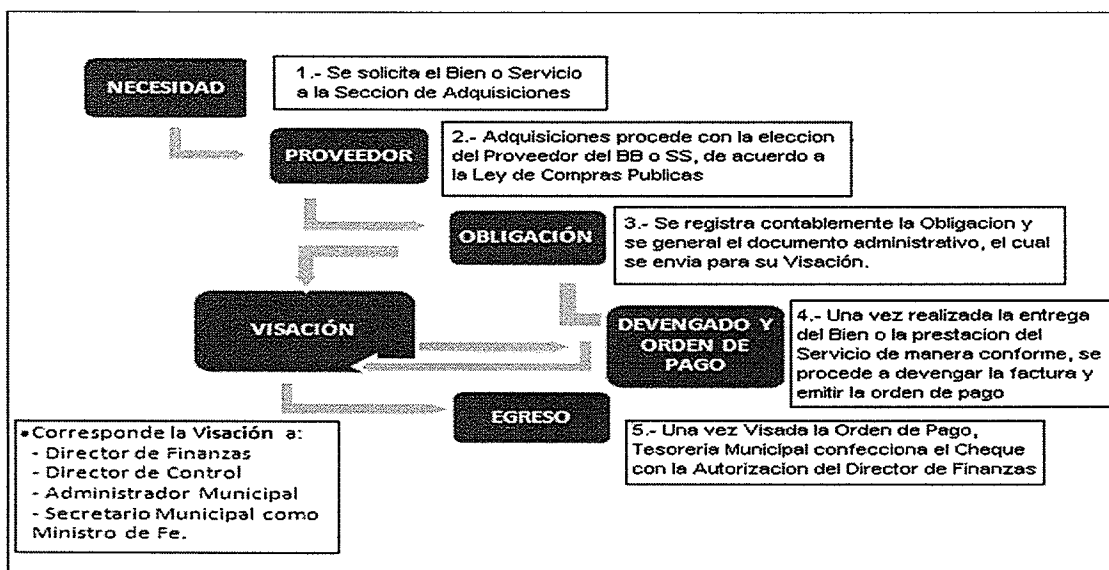 NECESIDAD
1.- Se solicita el Bien o Servicio
a la Seccion de Adquisiciones
PROVEEDOR
2.- Adquisiciones procede con la eleccion
del Proveedor del BB o SS, de acuerdo a
la Ley de Compras Publicas
OBLIGACIÓN
3.- Se registra contablemente la Obligacion y
se general el documento administrativo, el cual
se envia para su Visación.
VISACIÓN
DEVENGADO Y
ORDEN DE
PAGO
4.- Una vez realizada la entrega
del Bien o la prestacion del
Servicio de manera conforme, se
procede a devengar la factura y
emitir la orden de pago
EGRESO
5.- Una vez Visada la Orden de Pago,
Tesoreria Municipal confecciona el Cheque
con la Autorizacion del Director de Finanzas
•Corresponde la Visación a:
- Director de Finanzas
- Director de Control
- Administrador Municipal
- Secretario Municipal como
Ministro de Fe.